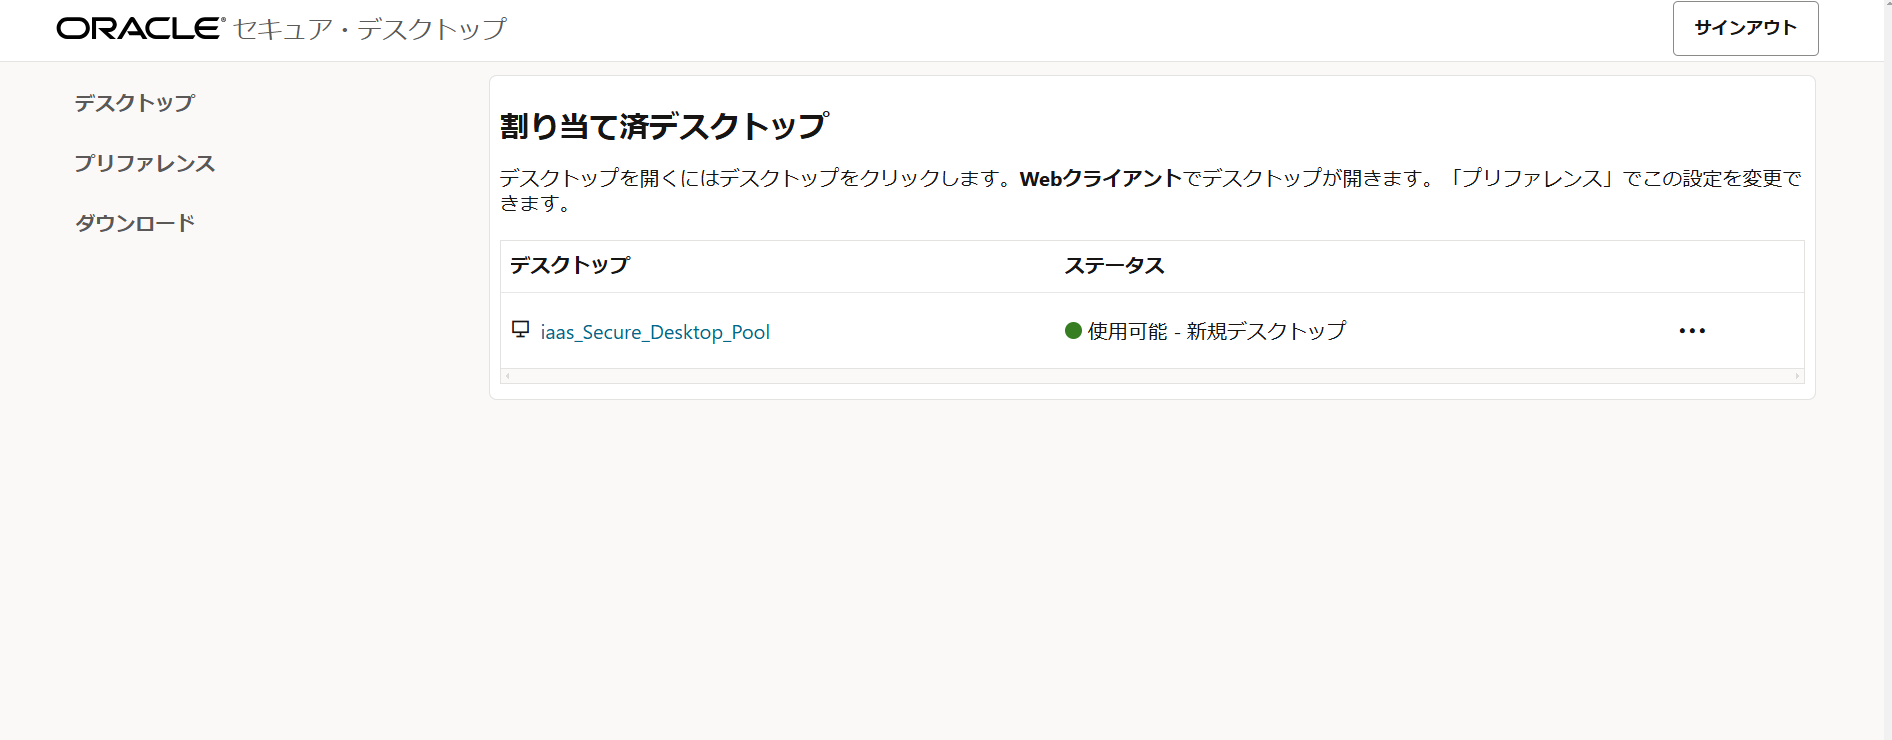 ORACLE® セキュア・デスクトップ
サインアウト
デスクトップ
プリファレンス
ダウンロード
割り当て済デスクトップ
デスクトップを開くにはデスクトップをクリックします。Webクライアントでデスクトップが開きます。「プリファレンス」でこの設定を変更で
きます。
デスクトップ ステータス
iaas_Secure_Desktop_Pool 使用可能 - 新規デスクトップ